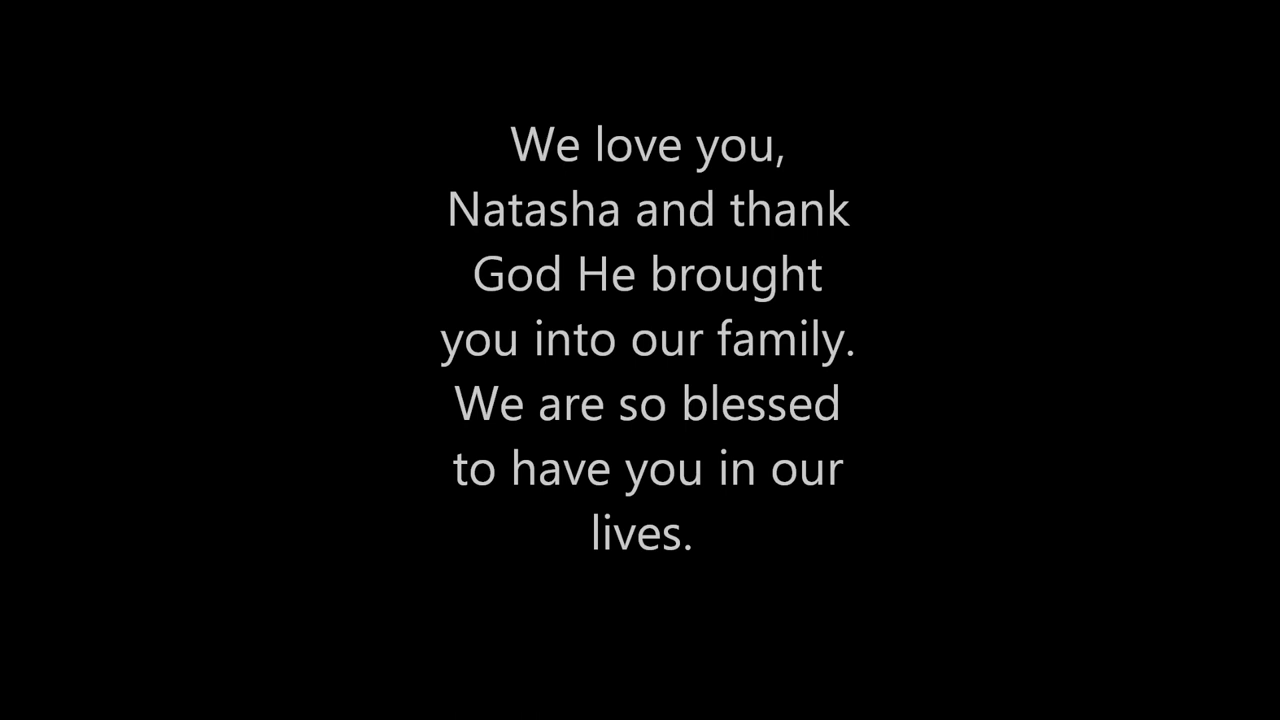 We love you,
Natasha and thank
God He brought
you into our family.
We are so blessed
to have you in our
lives.